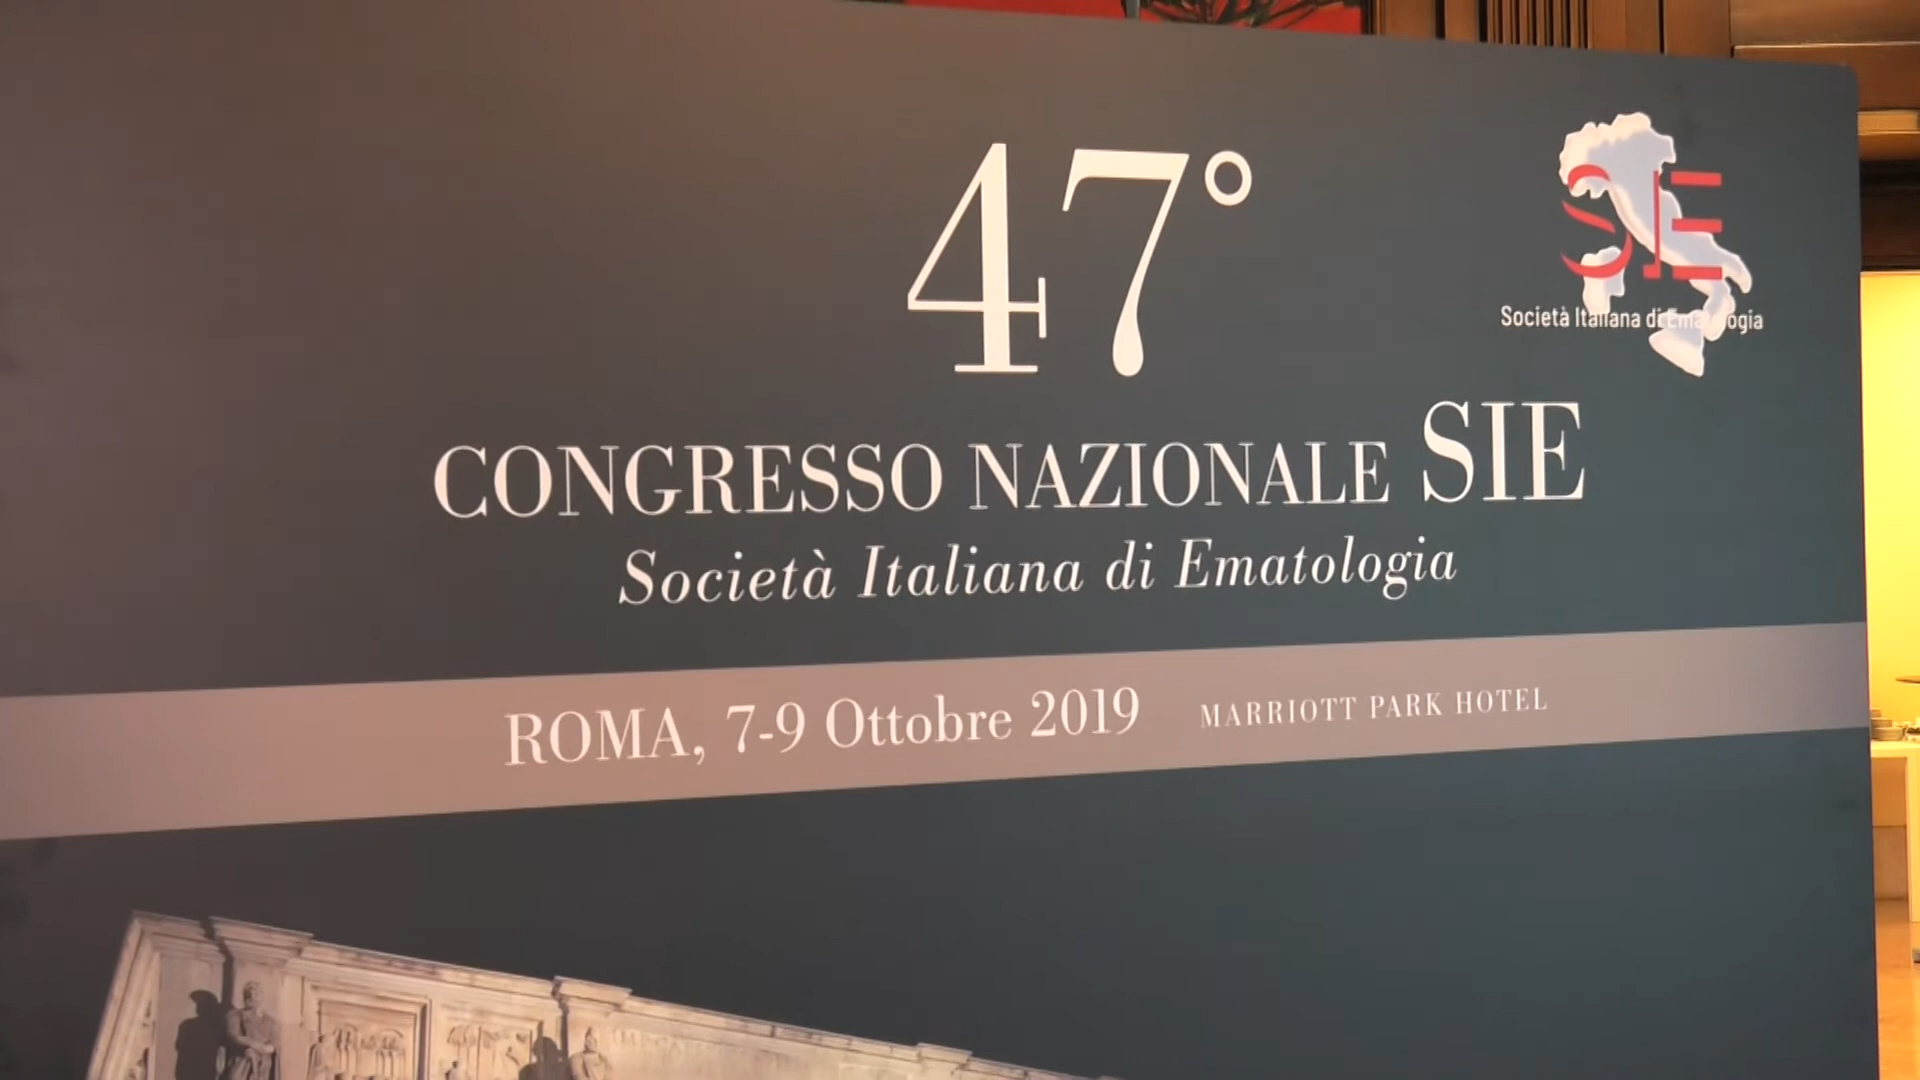 47°
SIE
Società Italiana di Ematologia
CONGRESSO NAZIONALE SIE
Società Italiana di Ematologia
ROMA, 7-9 Ottobre 2019 MARRIOTT PARK HOTEL